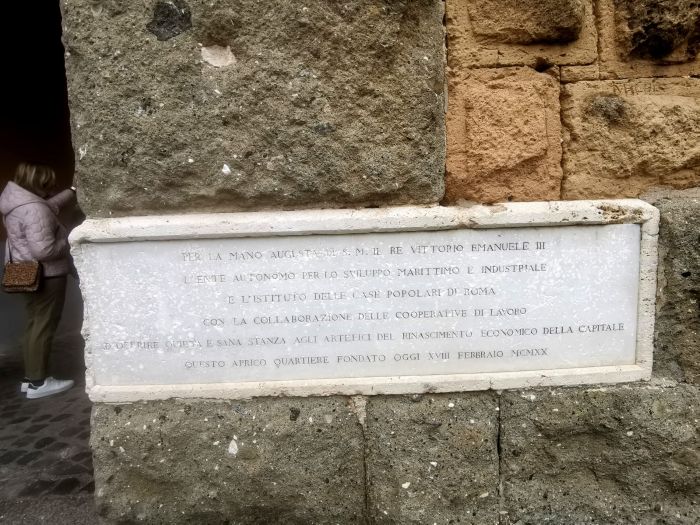 PER LA MANO AUGUSTA DI S. M. IL RE VITTORIO EMANUELE III
L'ENTE AUTONOMO PER LO SVILUPPO MARITTIMO E INDUSTRIALE
E L'ISTITUTO DELLE CASE POPOLARI DI ROMA
CON LA COLLABORAZIONE DELLE COOPERATIVE DI LAVORO
AD OFFRIRE QUIETA E SANA STANZA AGLI ARTEFICI DEL RINASCIMENTO ECONOMICO DELLA CAPITALE
QUESTO APRICO QUARTIERE FONDATO OGGI XVIII FEBBRAIO MCMXX